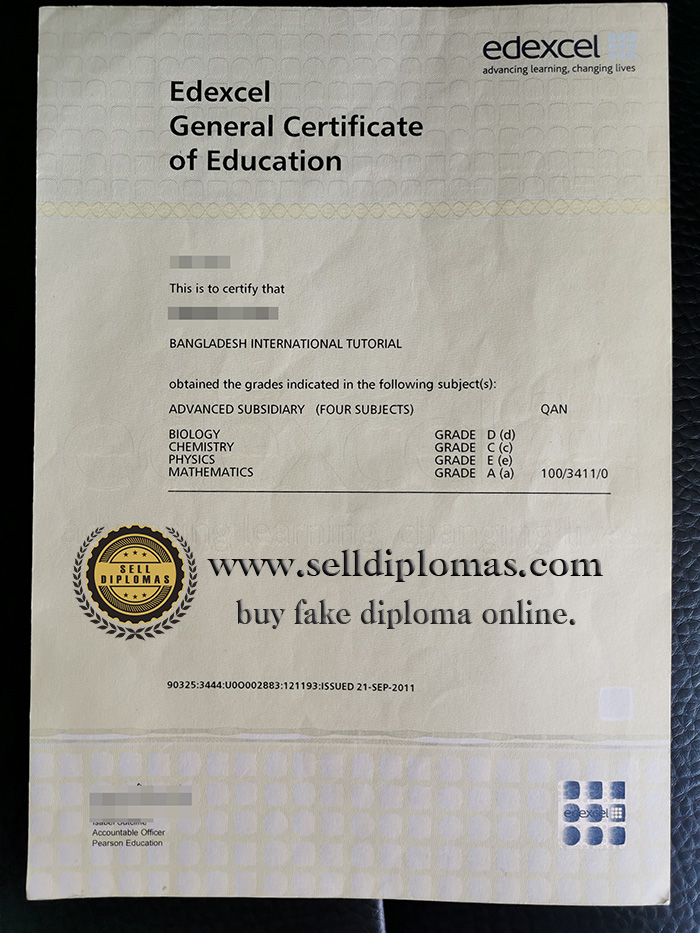 edexcel
advancing learning, changing lives
Edexcel
General Certificate
of Education
This is to certify that
BANGLADESH INTERNATIONAL TUTORIAL
obtained the grades indicated in the following subject(s):
ADVANCED SUBSIDIARY (FOUR SUBJECTS) QAN
BIOLOGY GRADE D (d)
CHEMISTRY GRADE C (c)
PHYSICS GRADE E (e)
MATHEMATICS GRADE A (a) 100/3411/0
SELL
DIPLOMAS
www.selldiplomas.com
buy fake diploma online.
90325:3444:U0O002883:121193:ISSUED 21-SEP-2011
Accountable Officer
Pearson Education
edexcel